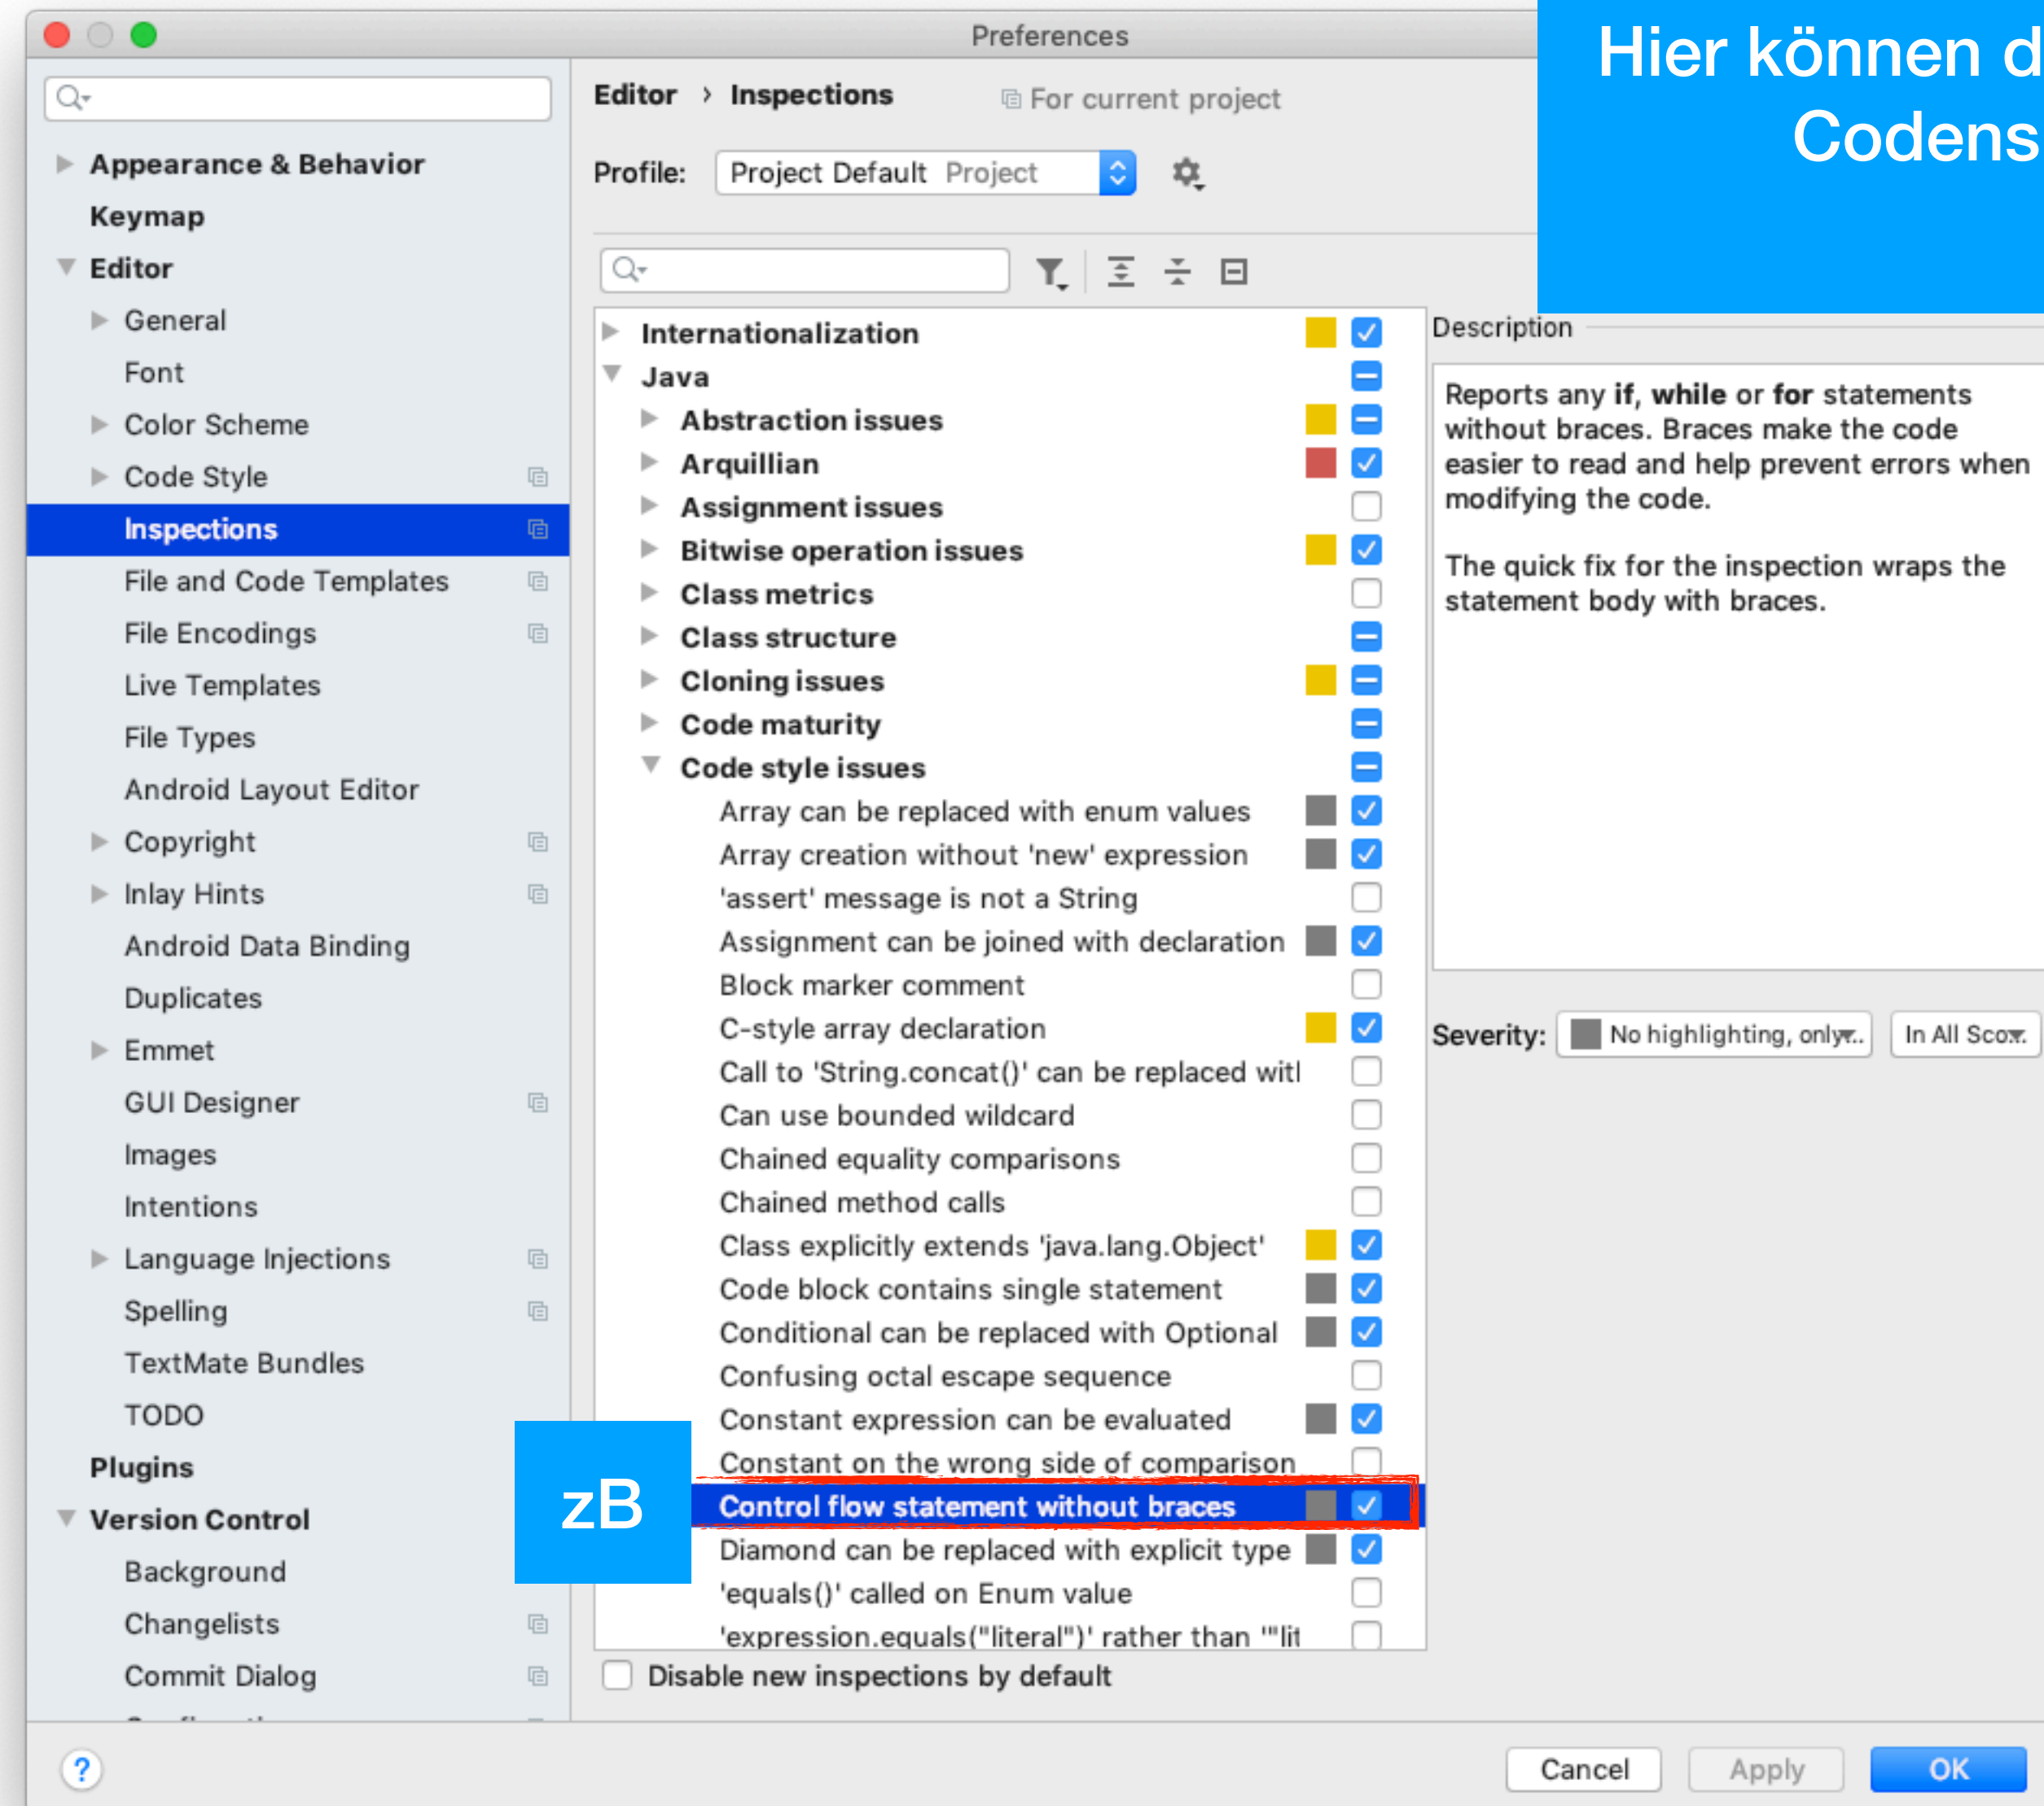 Preferences
Hier können d
Codens
Appearance & Behavior
Keymap
Editor
General
Font
Color Scheme
Code Style
Inspections
File and Code Templates
File Encodings
Live Templates
File Types
Android Layout Editor
Copyright
Inlay Hints
Android Data Binding
Duplicates
Emmet
GUI Designer
Images
Intentions
Language Injections
Spelling
TextMate Bundles
TODO
Plugins
Version Control
Background
Changelists
Commit Dialog
Editor › Inspections
For current project
Profile: Project Default Project
Internationalization
Java
Abstraction issues
Arquillian
Assignment issues
Bitwise operation issues
Class metrics
Class structure
Cloning issues
Code maturity
Code style issues
Array can be replaced with enum values
Array creation without 'new' expression
'assert' message is not a String
Assignment can be joined with declaration
Block marker comment
C-style array declaration
Call to 'String.concat()' can be replaced with
Can use bounded wildcard
Chained equality comparisons
Chained method calls
Class explicitly extends 'java.lang.Object'
Code block contains single statement
Conditional can be replaced with Optional
Confusing octal escape sequence
Constant expression can be evaluated
Constant on the wrong side of comparison
zB
Control flow statement without braces
Diamond can be replaced with explicit type
'equals()' called on Enum value
'expression.equals("literal")' rather than '"lit
Disable new inspections by default
Description
Reports any if, while or for statements
without braces. Braces make the code
easier to read and help prevent errors when
modifying the code.
The quick fix for the inspection wraps the
statement body with braces.
Severity: No highlighting, only... In All Sco...
?
Cancel
Apply
OK